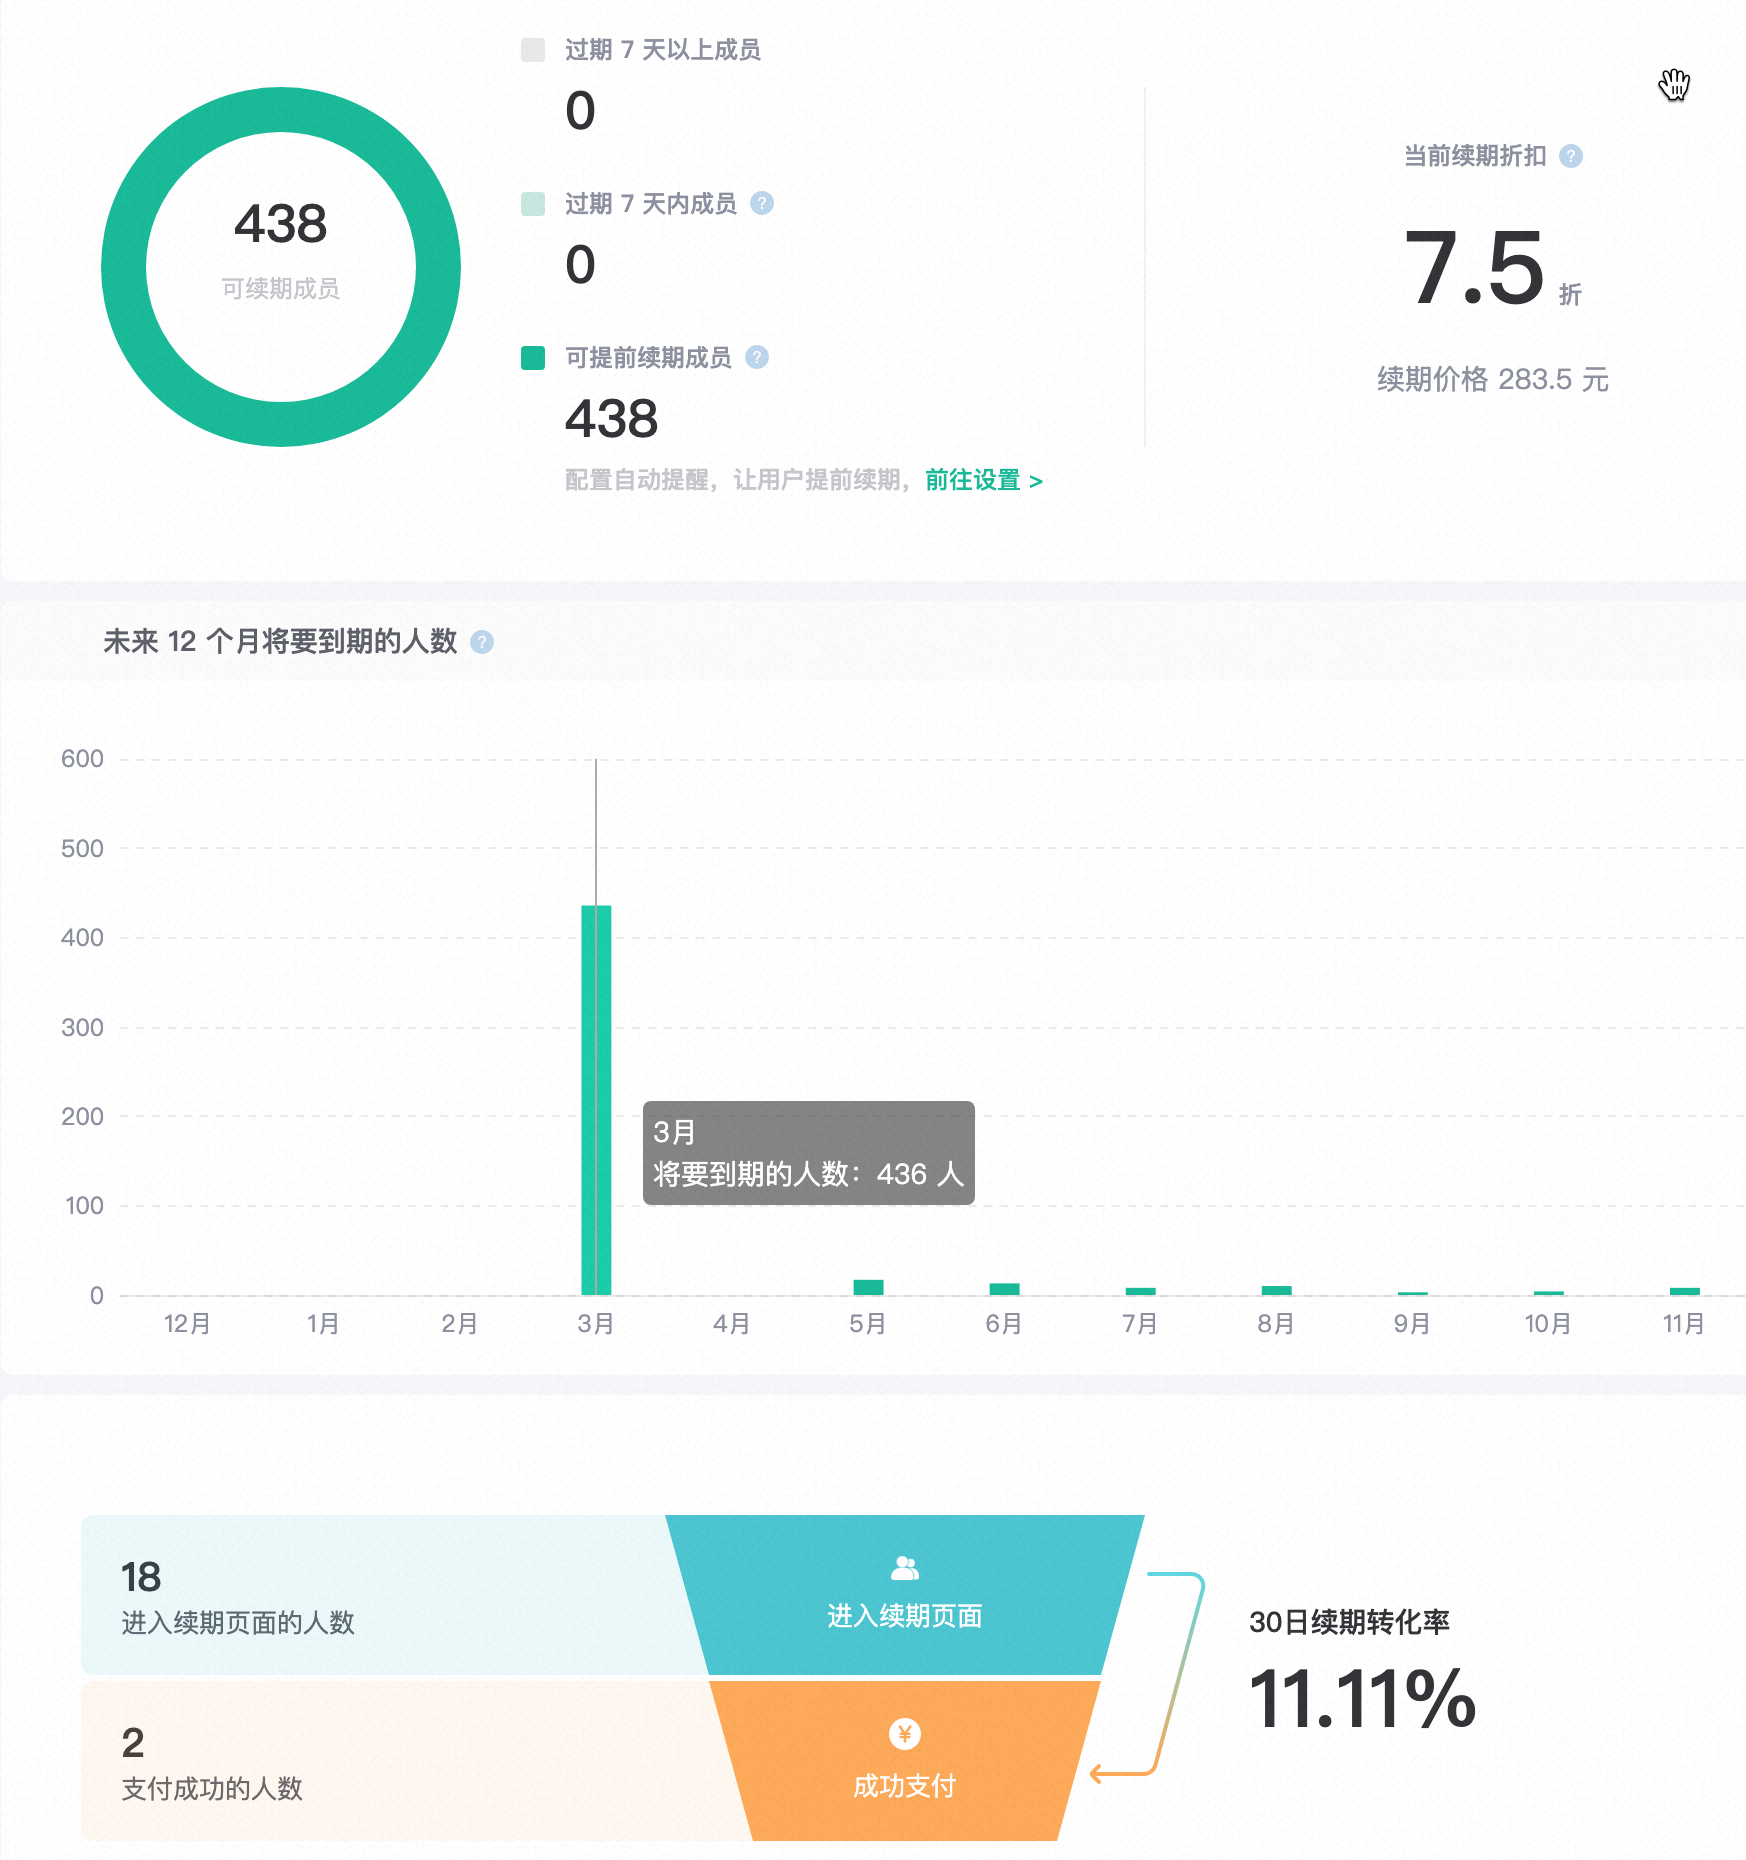 过期 7 天以上成员
0
过期 7 天内成员 ?
0
可提前续期成员 ?
438
配置自动提醒，让用户提前续期，前往设置 >
438
可续期成员
当前续期折扣 ?
7.5 折
续期价格 283.5 元
未来 12 个月将要到期的人数 ?
600
500
400
300
200
100
0
3月
将要到期的人数：436 人
12月 1月 2月 3月 4月 5月 6月 7月 8月 9月 10月 11月
18
进入续期页面的人数
进入续期页面
2
支付成功的人数
¥
成功支付
30日续期转化率
11.11%